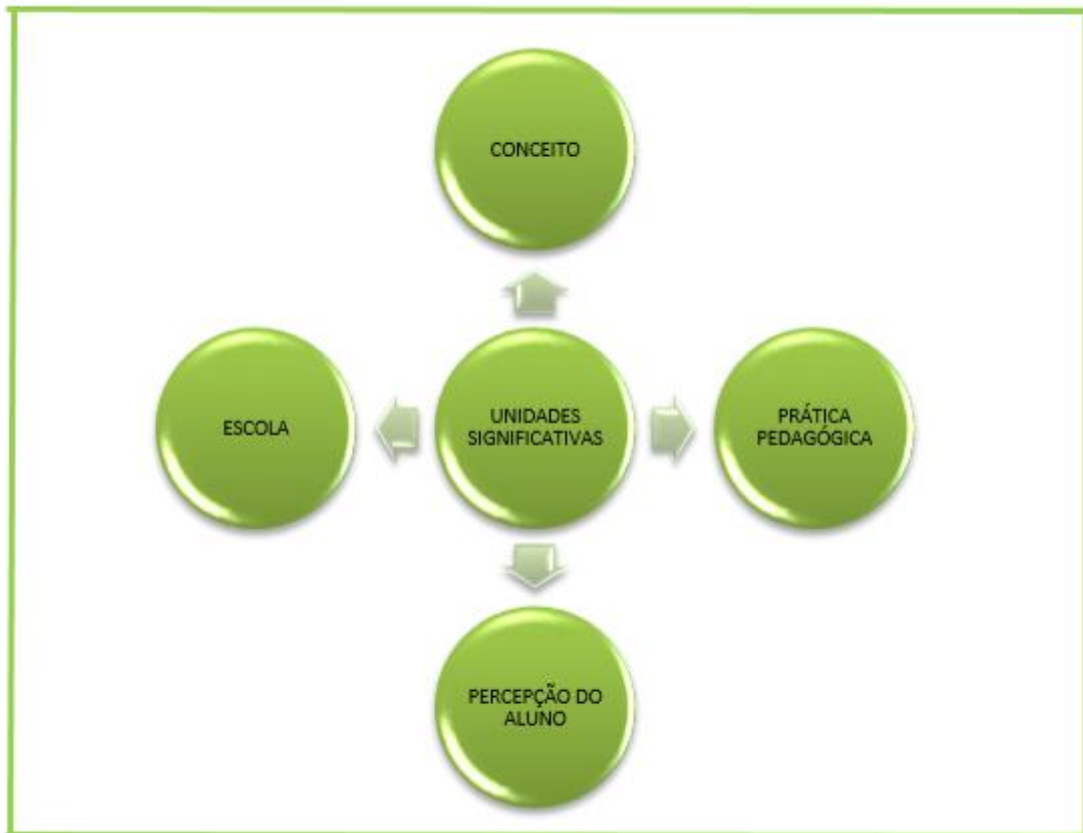 CONCEITO
ESCOLA
UNIDADES
SIGNIFICATIVAS
PRÁTICA
PEDAGÓGICA
PERCEPÇÃO DO
ALUNO